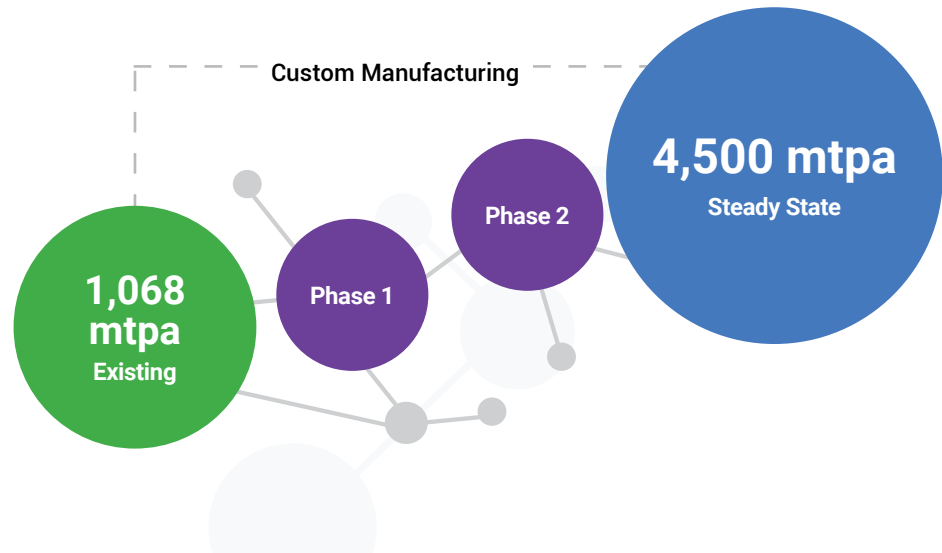 Custom Manufacturing
4,500 mtpa
Steady State
Phase 2
Phase 1
1,068
mtpa
Existing